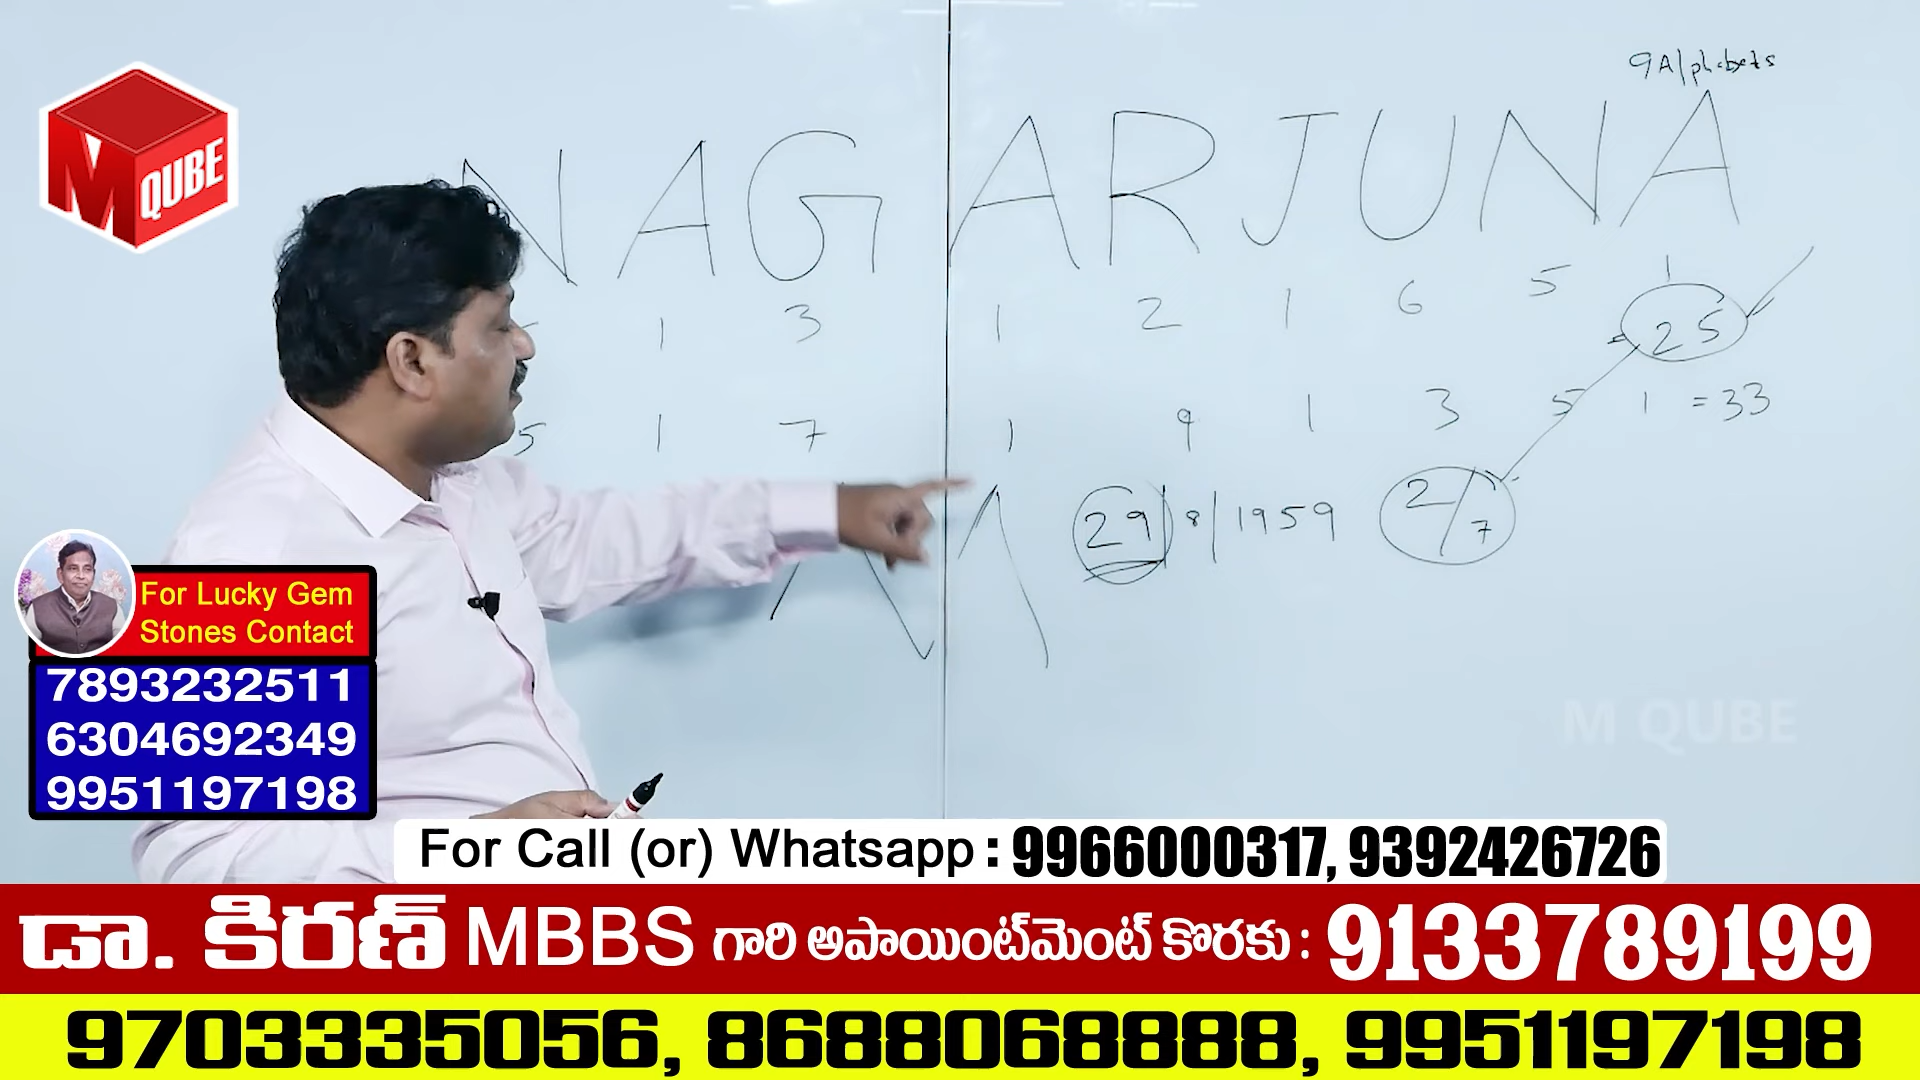 9 Alphabets
M QUBE
NAGARJUNA
1 3 1 2 1 6 5 1
25
5 1 7 1 9 1 3 5 1 = 33
29/8/1959 2/7
For Lucky Gem
Stones Contact
7893232511
6304692349
9951197198
M QUBE
For Call (or) Whatsapp : 9966000317, 9392426726
డా. కిరణ్ MBBS గారి అపాయింట్‌మెంట్ కొరకు : 9133789199
9703335056, 8688068888, 9951197198